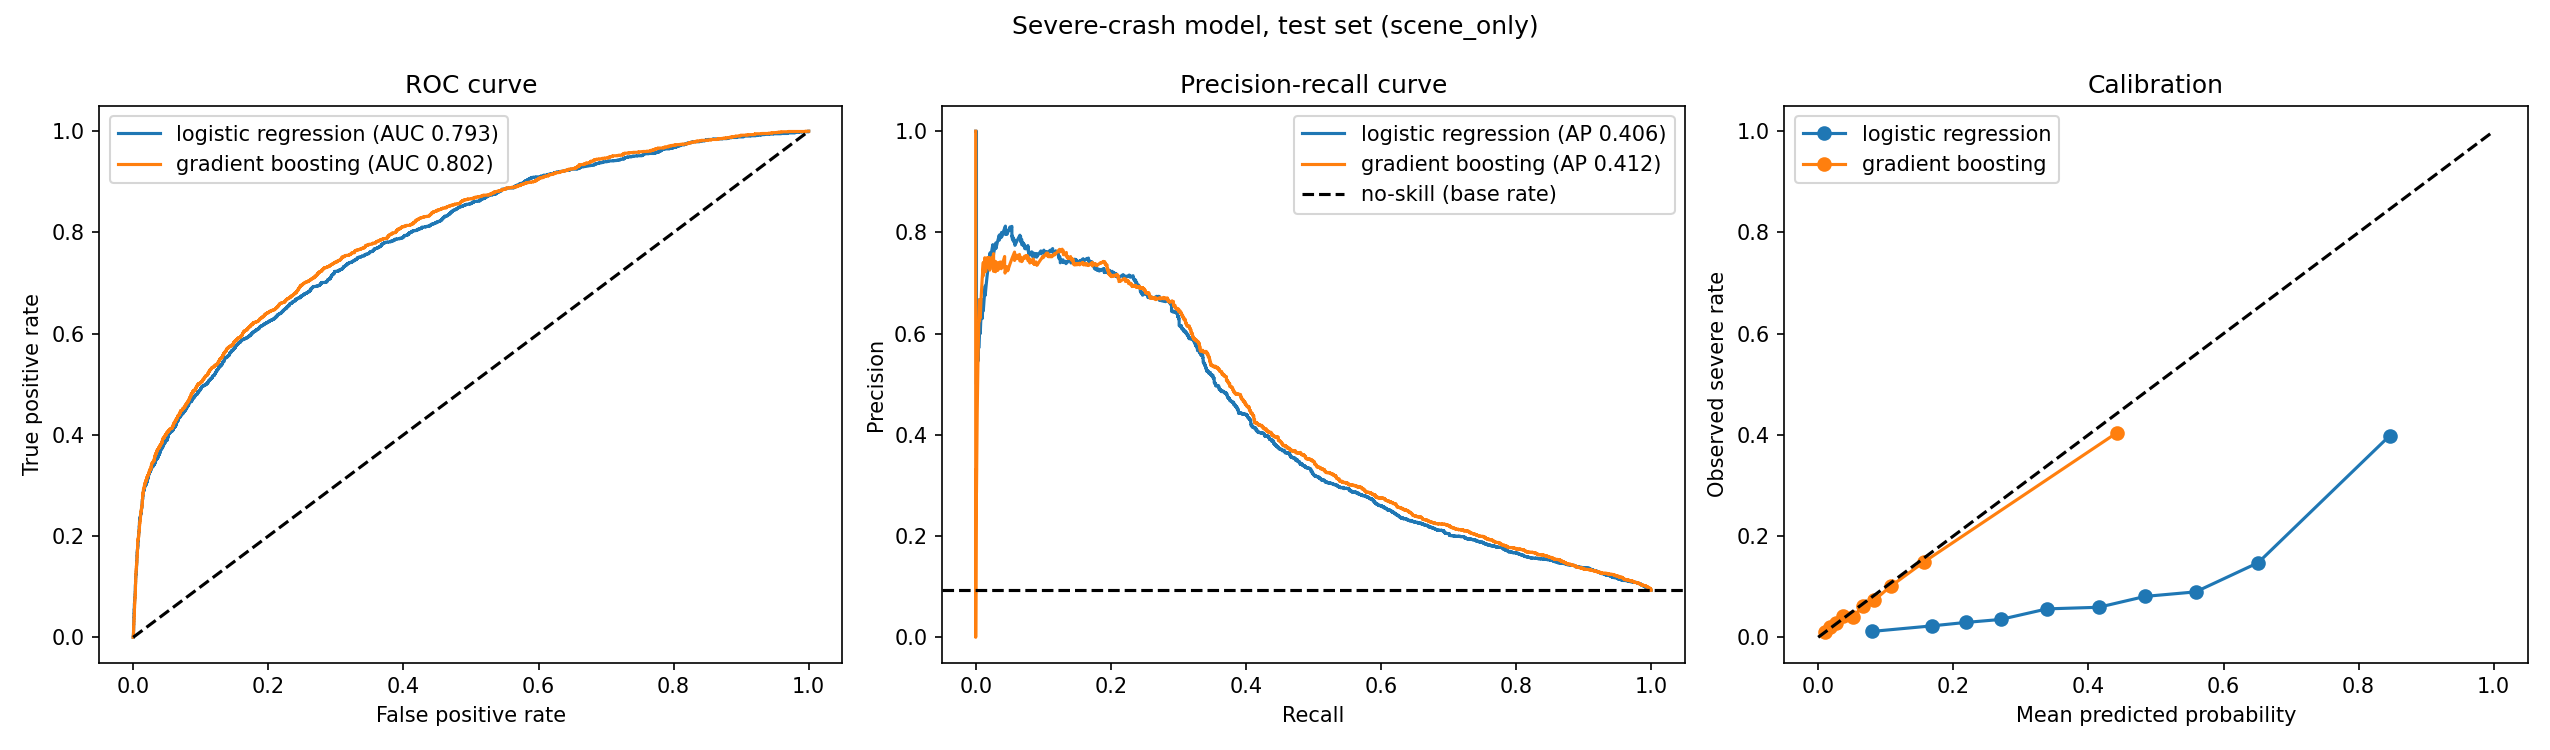 Severe-crash model, test set (scene_only)
ROC curve
logistic regression (AUC 0.793)
gradient boosting (AUC 0.802)
True positive rate
1.0
0.8
0.6
0.4
0.2
0.0
0.0 0.2 0.4 0.6 0.8 1.0
False positive rate
Precision-recall curve
logistic regression (AP 0.406)
gradient boosting (AP 0.412)
no-skill (base rate)
Precision
1.0
0.8
0.6
0.4
0.2
0.0
0.0 0.2 0.4 0.6 0.8 1.0
Recall
Calibration
logistic regression
gradient boosting
Observed severe rate
1.0
0.8
0.6
0.4
0.2
0.0
0.0 0.2 0.4 0.6 0.8 1.0
Mean predicted probability